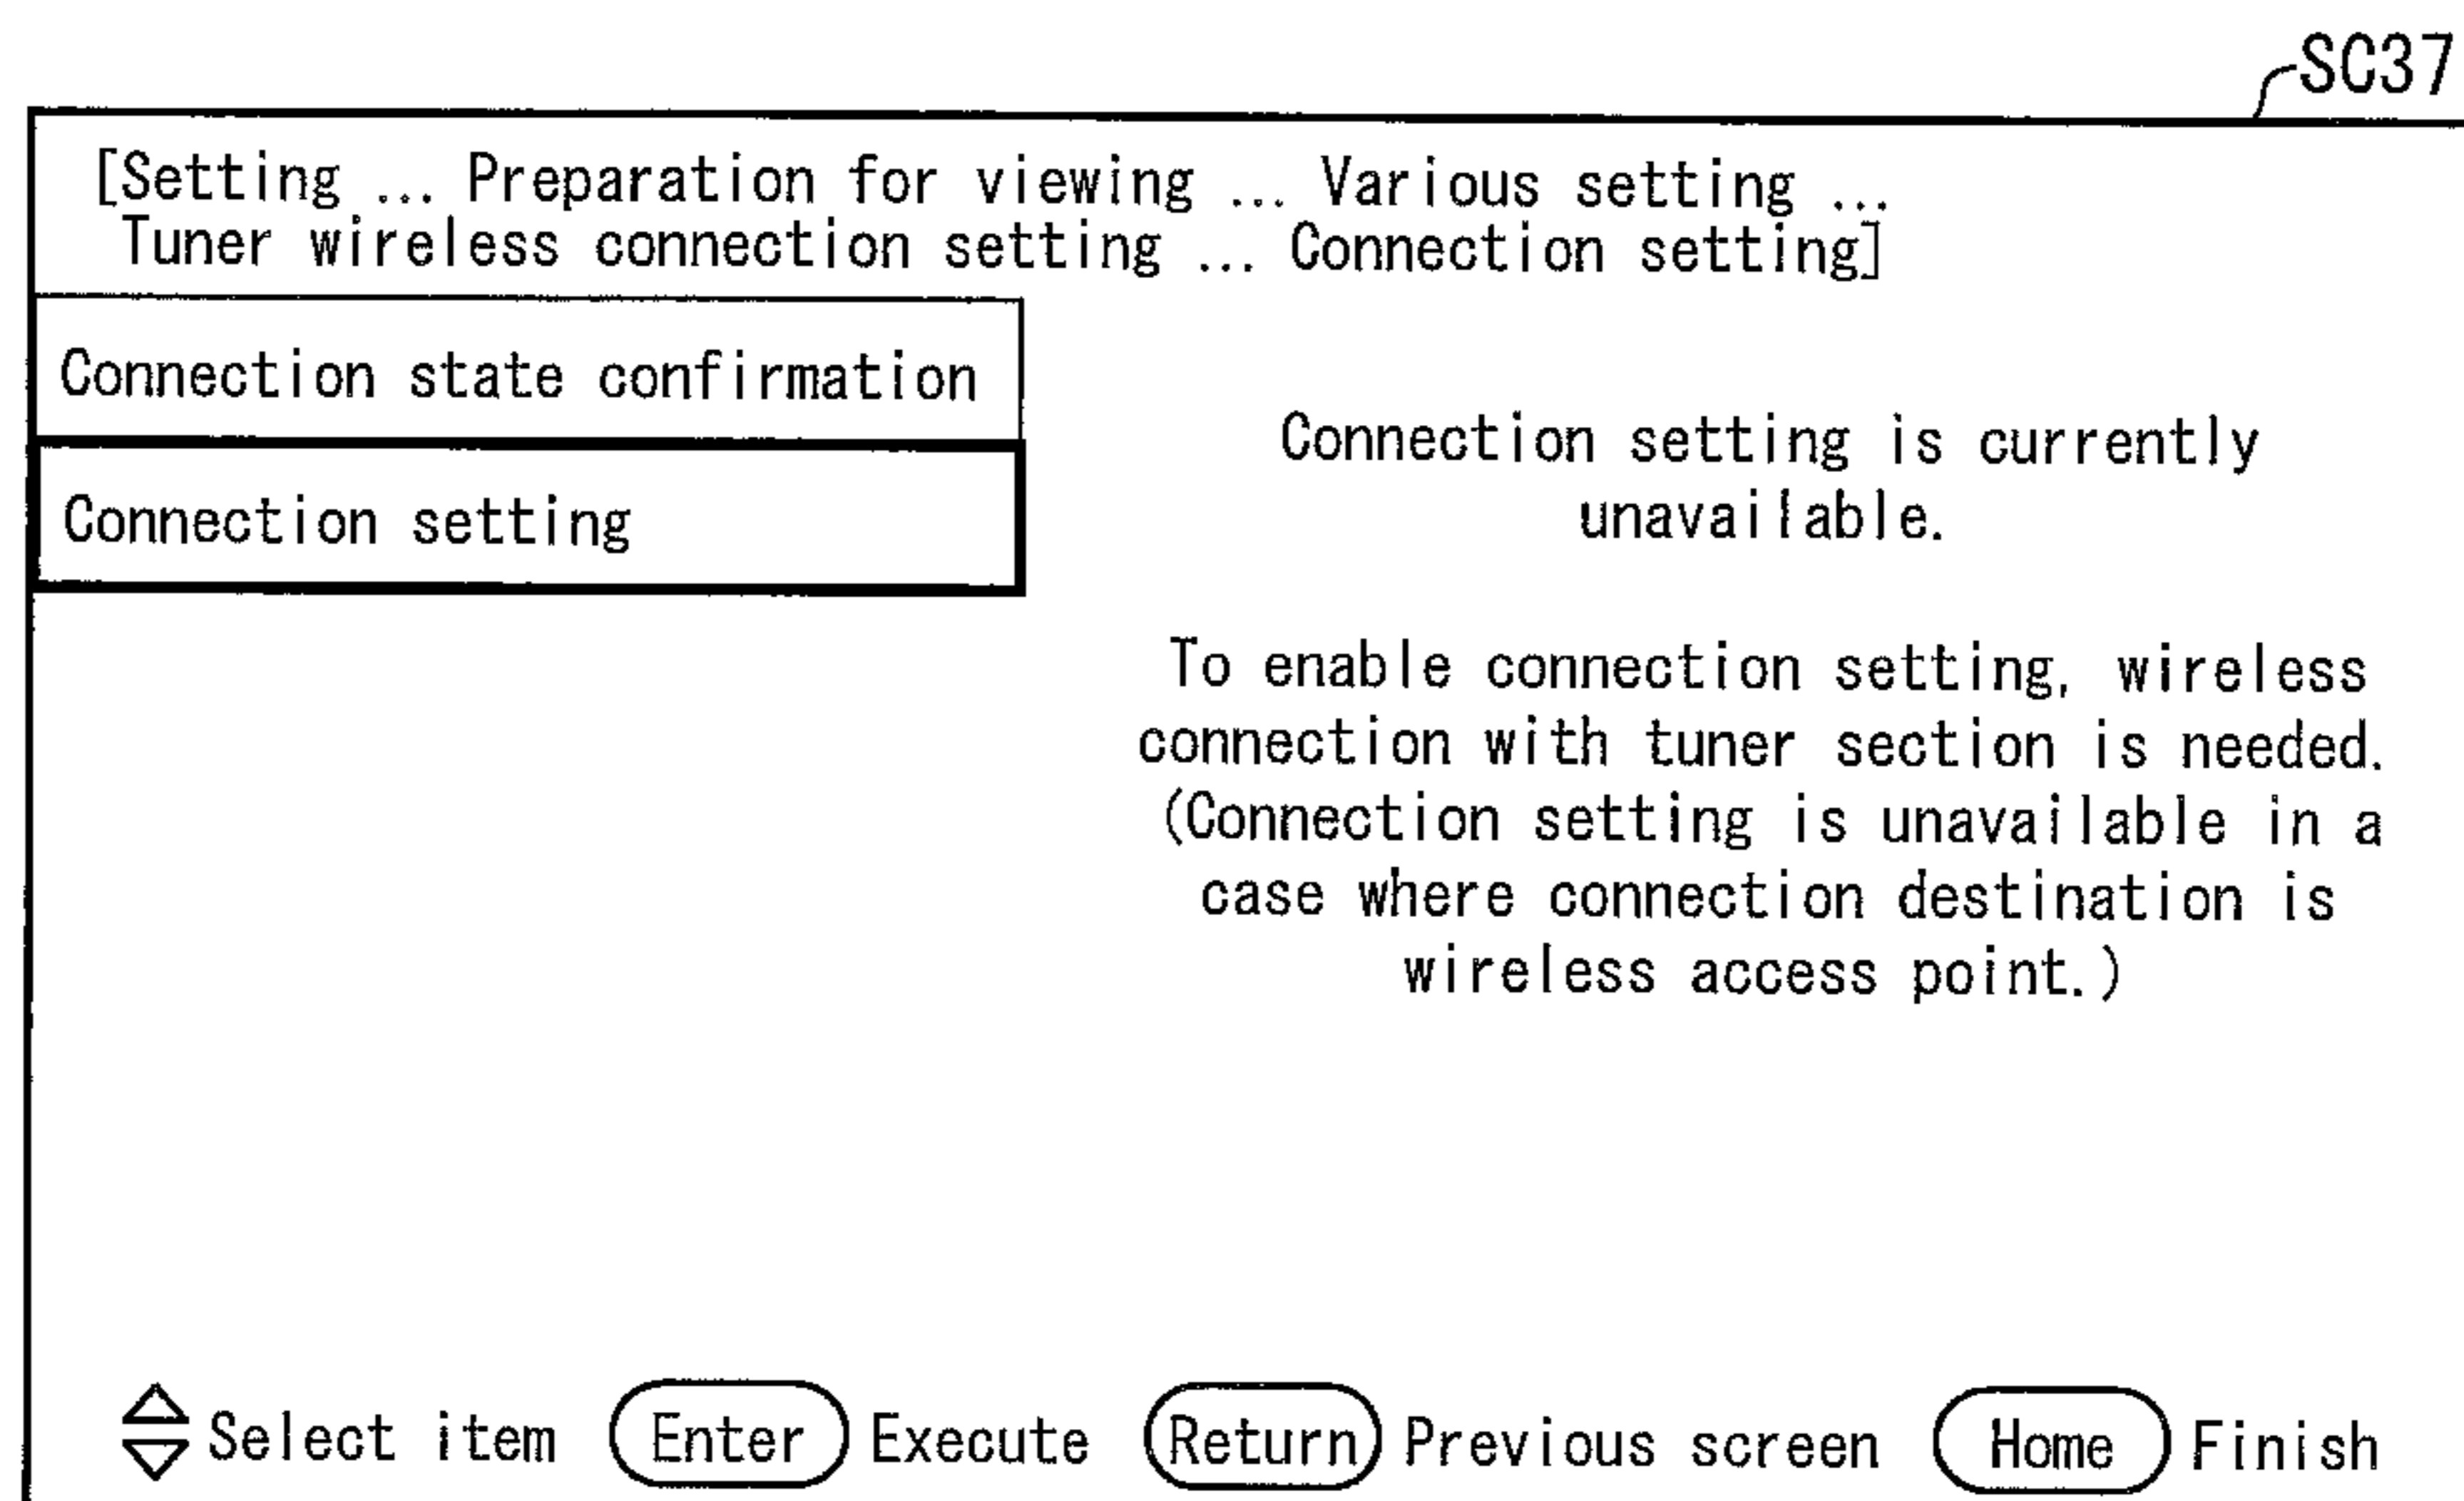 SC37
[Setting ... Preparation for viewing ... Various setting ...
Tuner wireless connection setting ... Connection setting]
Connection state confirmation
Connection setting
Connection setting is currently
unavailable.
To enable connection setting, wireless
connection with tuner section is needed.
(Connection setting is unavailable in a
case where connection destination is
wireless access point.)
Select item Enter Execute Return Previous screen Home Finish